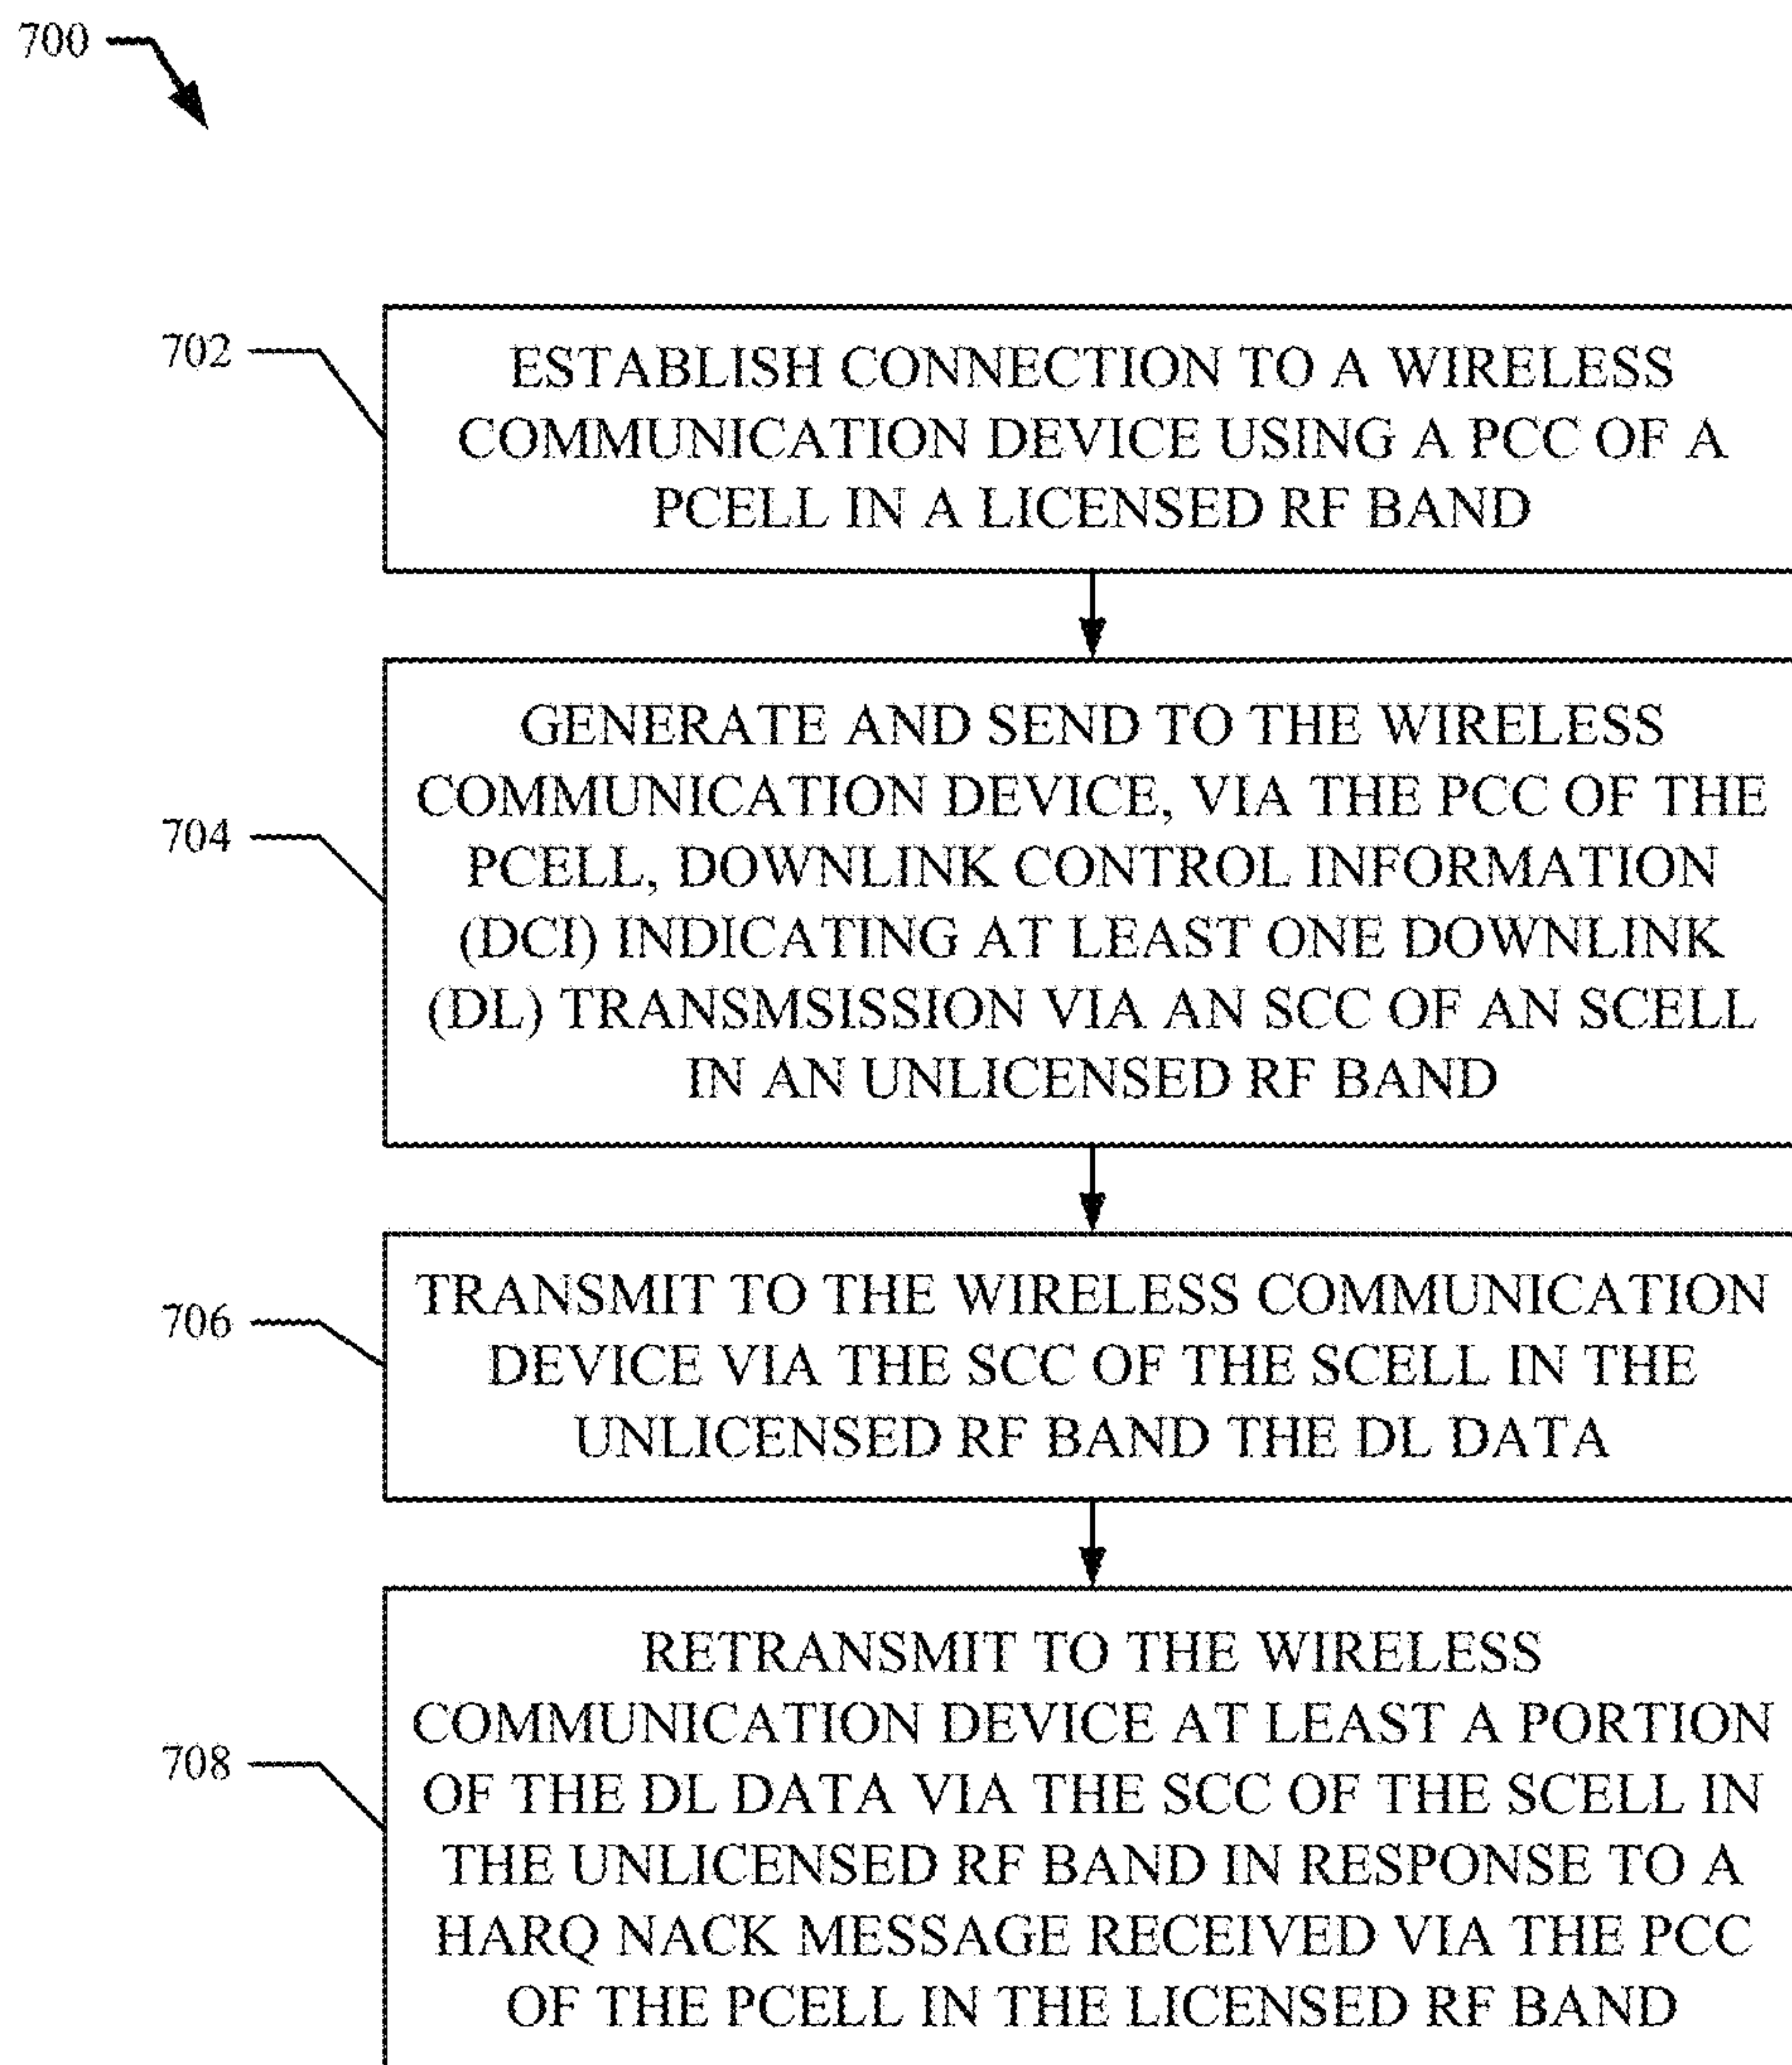 700
702
ESTABLISH CONNECTION TO A WIRELESS
COMMUNICATION DEVICE USING A PCC OF A
PCELL IN A LICENSED RF BAND
704
GENERATE AND SEND TO THE WIRELESS
COMMUNICATION DEVICE, VIA THE PCC OF THE
PCELL, DOWNLINK CONTROL INFORMATION
(DCI) INDICATING AT LEAST ONE DOWNLINK
(DL) TRANSMSISSION VIA AN SCC OF AN SCELL
IN AN UNLICENSED RF BAND
706
TRANSMIT TO THE WIRELESS COMMUNICATION
DEVICE VIA THE SCC OF THE SCELL IN THE
UNLICENSED RF BAND THE DL DATA
708
RETRANSMIT TO THE WIRELESS
COMMUNICATION DEVICE AT LEAST A PORTION
OF THE DL DATA VIA THE SCC OF THE SCELL IN
THE UNLICENSED RF BAND IN RESPONSE TO A
HARQ NACK MESSAGE RECEIVED VIA THE PCC
OF THE PCELL IN THE LICENSED RF BAND